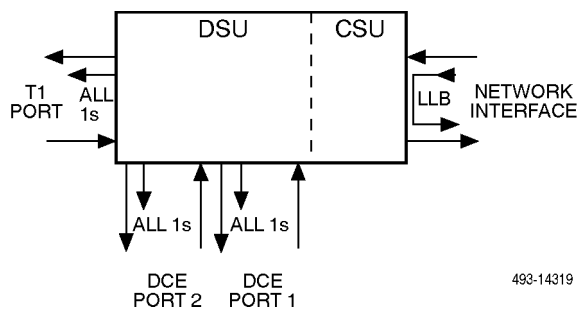 DSU
CSU
T1
PORT
ALL
1s
LLB
NETWORK
INTERFACE
ALL 1s
ALL 1s
DCE
PORT 2
DCE
PORT 1
493-14319